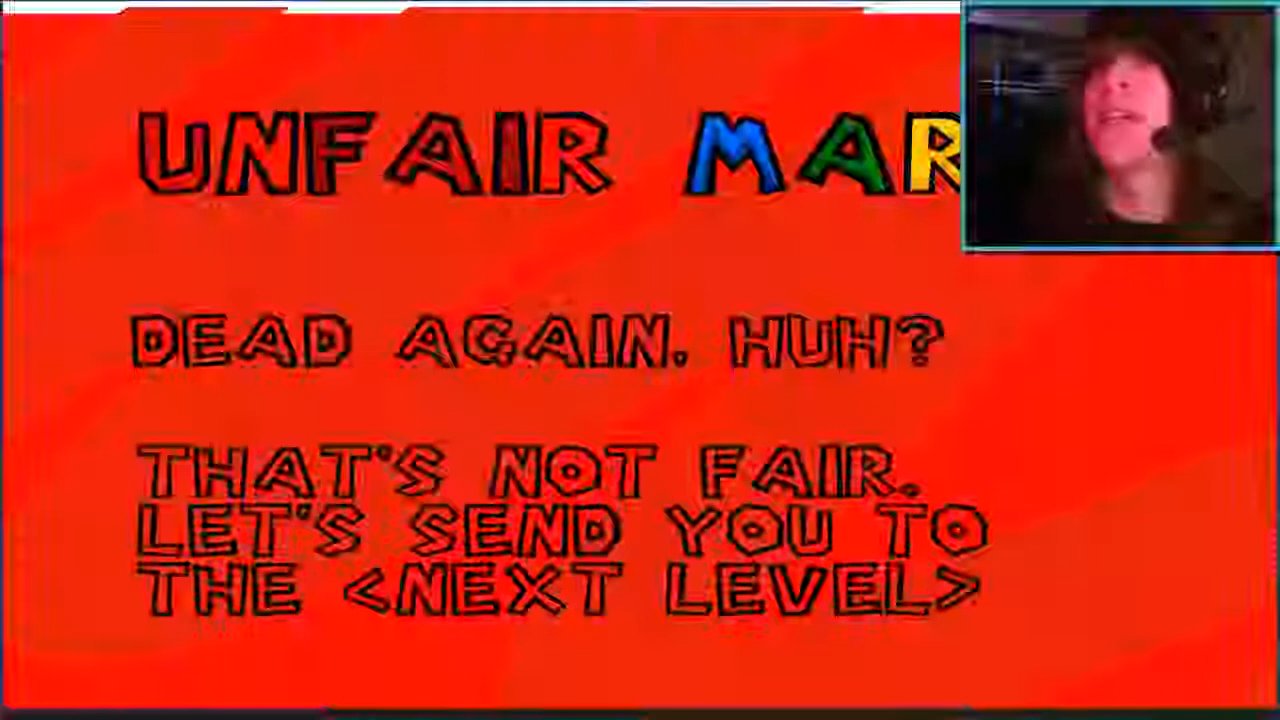 UNFAIR MAR
DEAD AGAIN. HUH?
THAT'S NOT FAIR.
LET'S SEND YOU TO
THE <NEXT LEVEL>